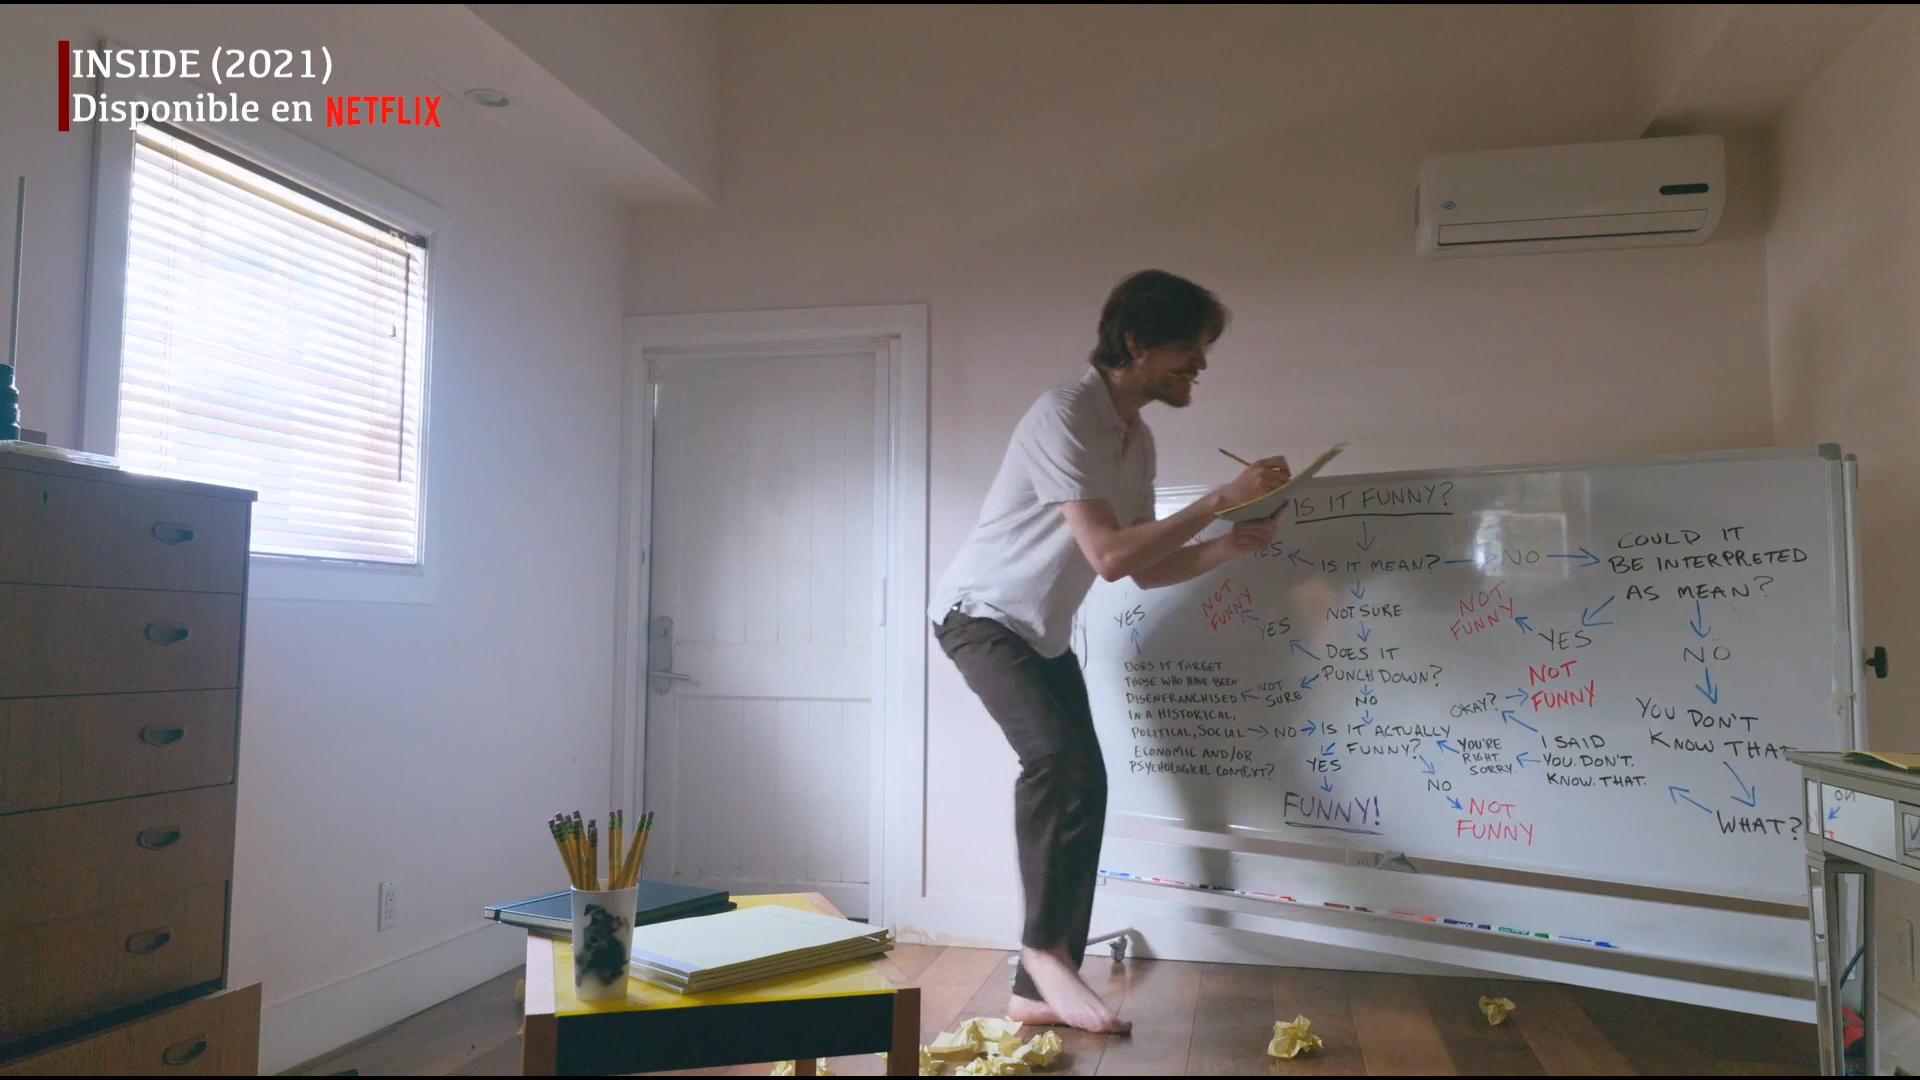 INSIDE (2021)
Disponible en NETFLIX
IS IT FUNNY?
IS IT MEAN?
NO
COULD IT
BE INTERPRETED
AS MEAN?
NOT
FUNNY
YES
YES
NOT SURE
NOT
FUNNY
YES
NO
DOES IT
PUNCH DOWN?
DOES IT TARGET
THOSE WHO HAVE BEEN
DISENFRANCHISED
IN A HISTORICAL,
POLITICAL, SOCIAL
ECONOMIC AND/OR
PSYCHOLOGICAL CONTEXT?
NOT
SURE
NO
NO
IS IT ACTUALLY
FUNNY?
YES
FUNNY!
NO
NOT
FUNNY
OKAY?
NOT
FUNNY
YOU'RE
RIGHT.
SORRY.
I SAID
YOU. DON'T.
KNOW. THAT.
YOU DON'T
KNOW THAT
WHAT?